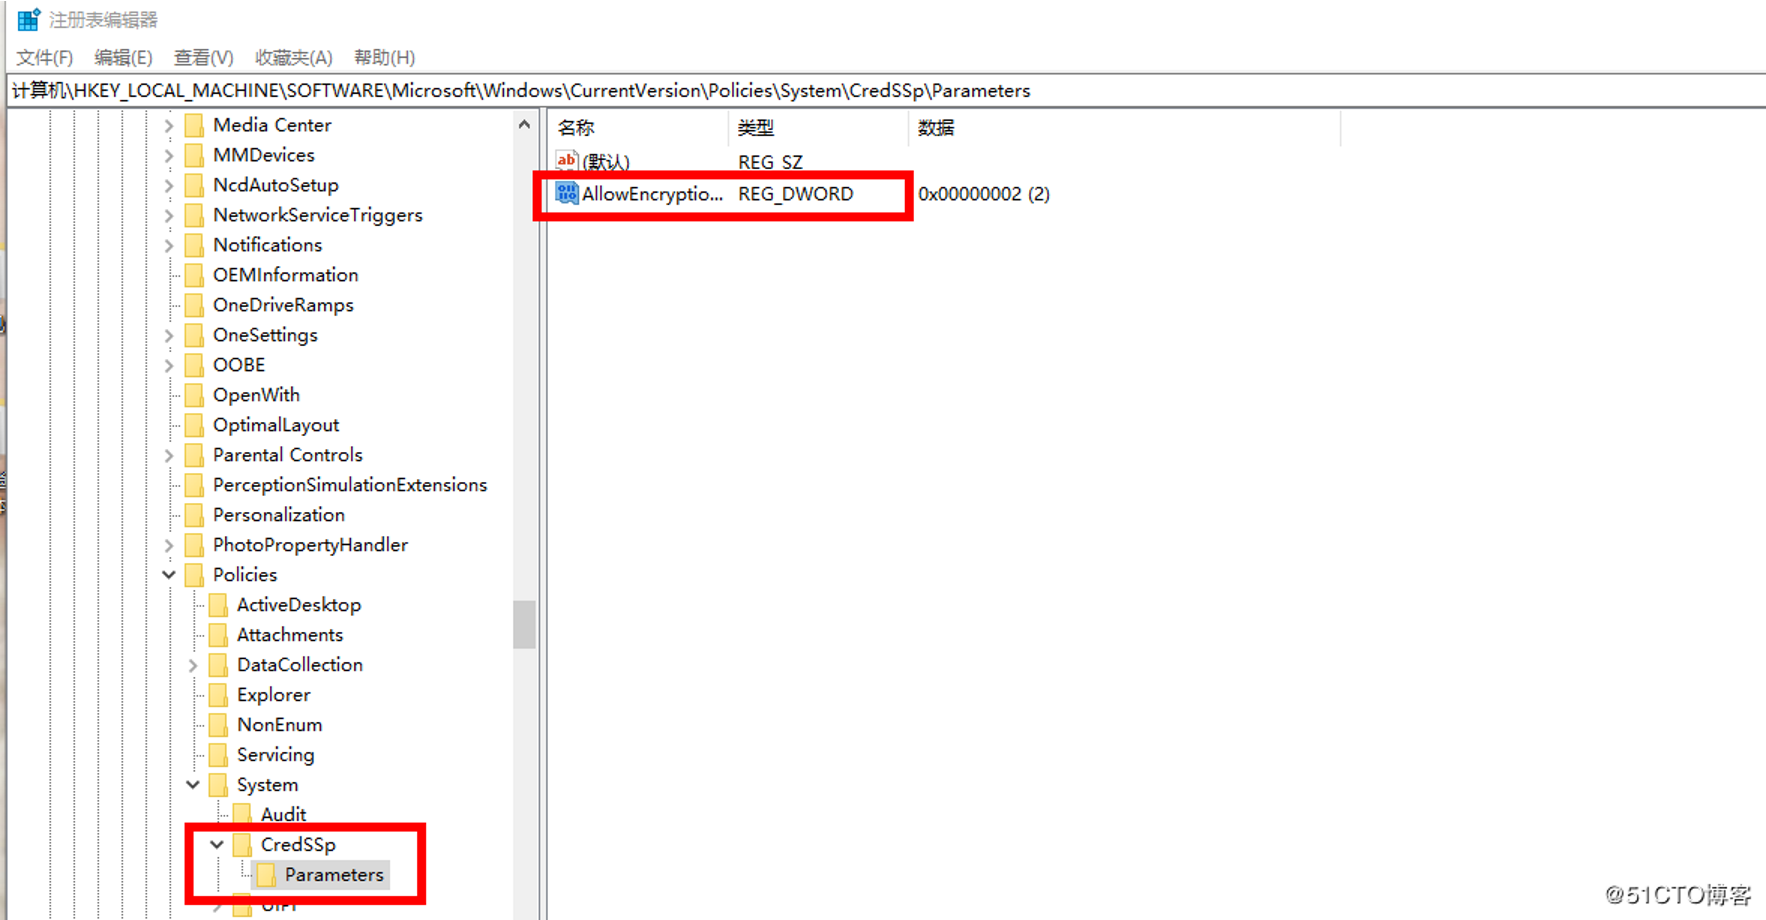 注册表编辑器
文件(F) 编辑(E) 查看(V) 收藏夹(A) 帮助(H)
计算机\HKEY_LOCAL_MACHINE\SOFTWARE\Microsoft\Windows\CurrentVersion\Policies\System\CredSSp\Parameters
Media Center
MMDevices
NcdAutoSetup
NetworkServiceTriggers
Notifications
OEMInformation
OneDriveRamps
OneSettings
OOBE
OpenWith
OptimalLayout
Parental Controls
PerceptionSimulationExtensions
Personalization
PhotoPropertyHandler
Policies
ActiveDesktop
Attachments
DataCollection
Explorer
NonEnum
Servicing
System
Audit
CredSSp
Parameters
名称 类型 数据
(默认) REG_SZ
AllowEncryptio... REG_DWORD 0x00000002 (2)
@51CTO博客